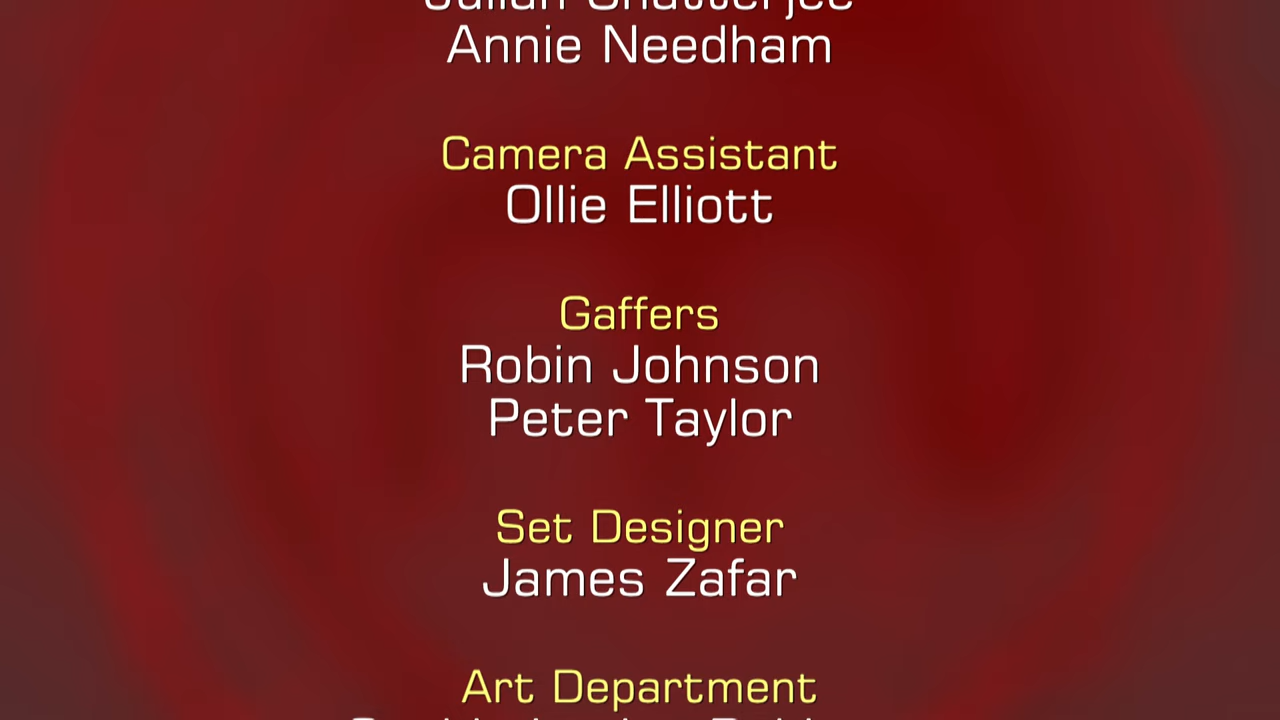 Annie Needham
Camera Assistant
Ollie Elliott
Gaffers
Robin Johnson
Peter Taylor
Set Designer
James Zafar
Art Department